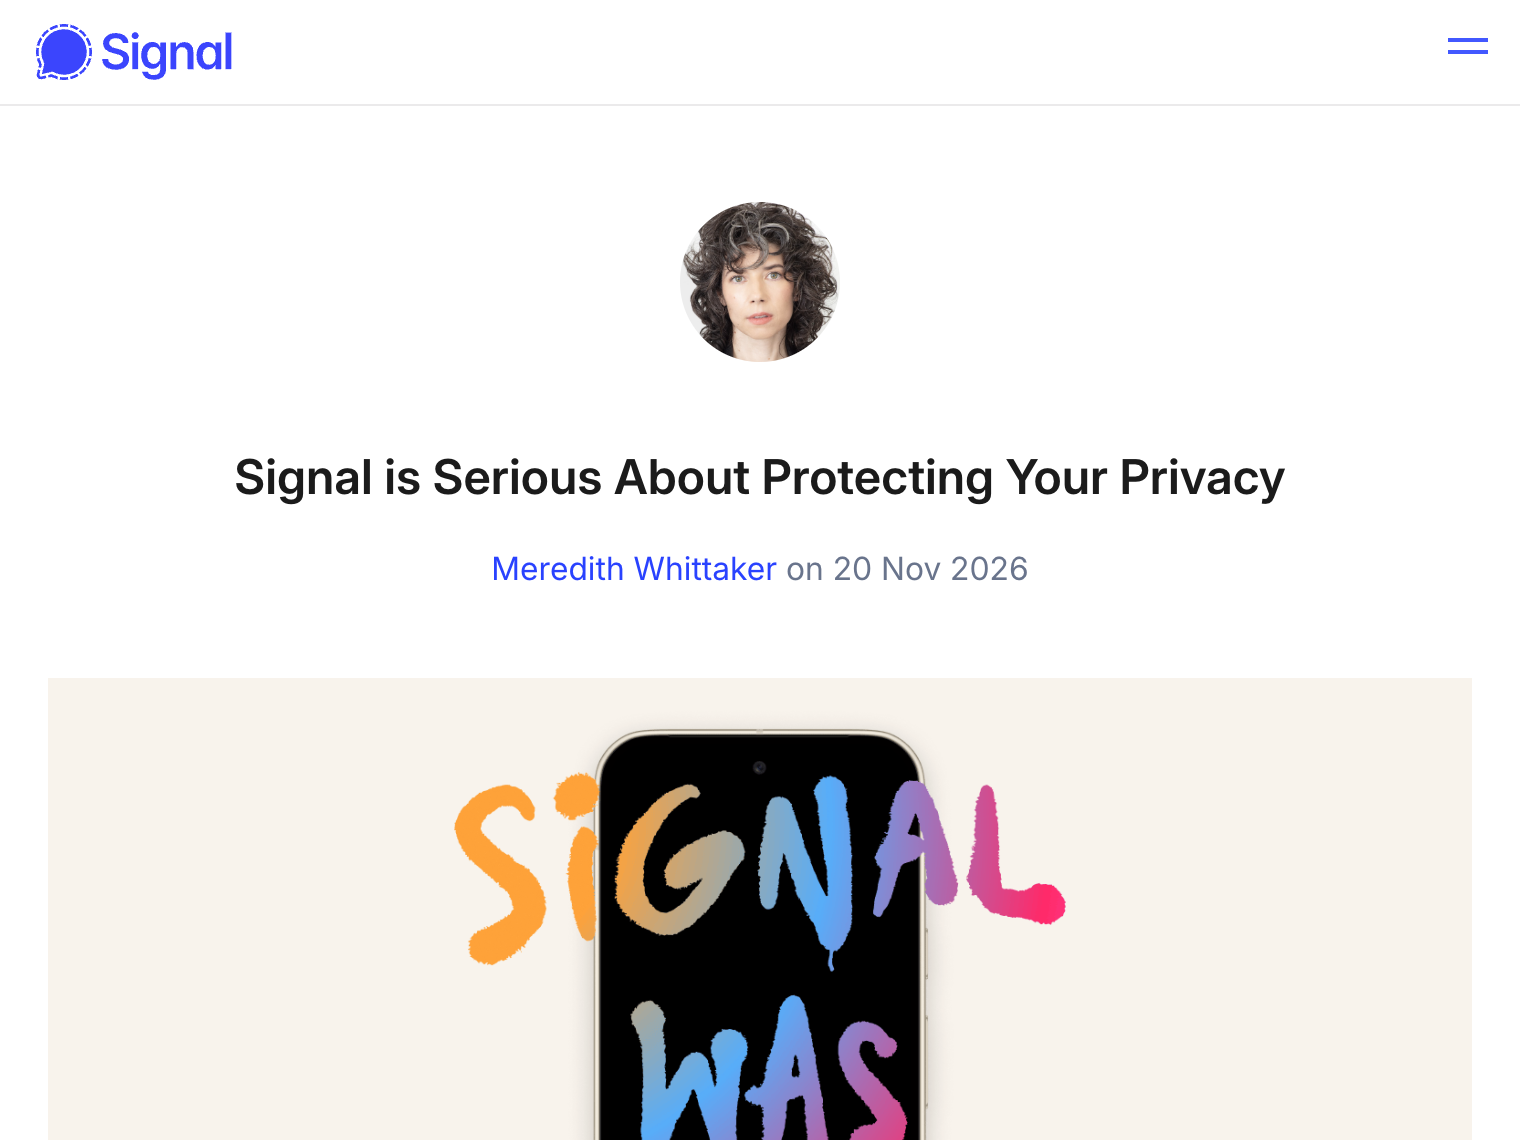 Signal
Signal is Serious About Protecting Your Privacy
Meredith Whittaker on 20 Nov 2026
SiGNAL
WAS